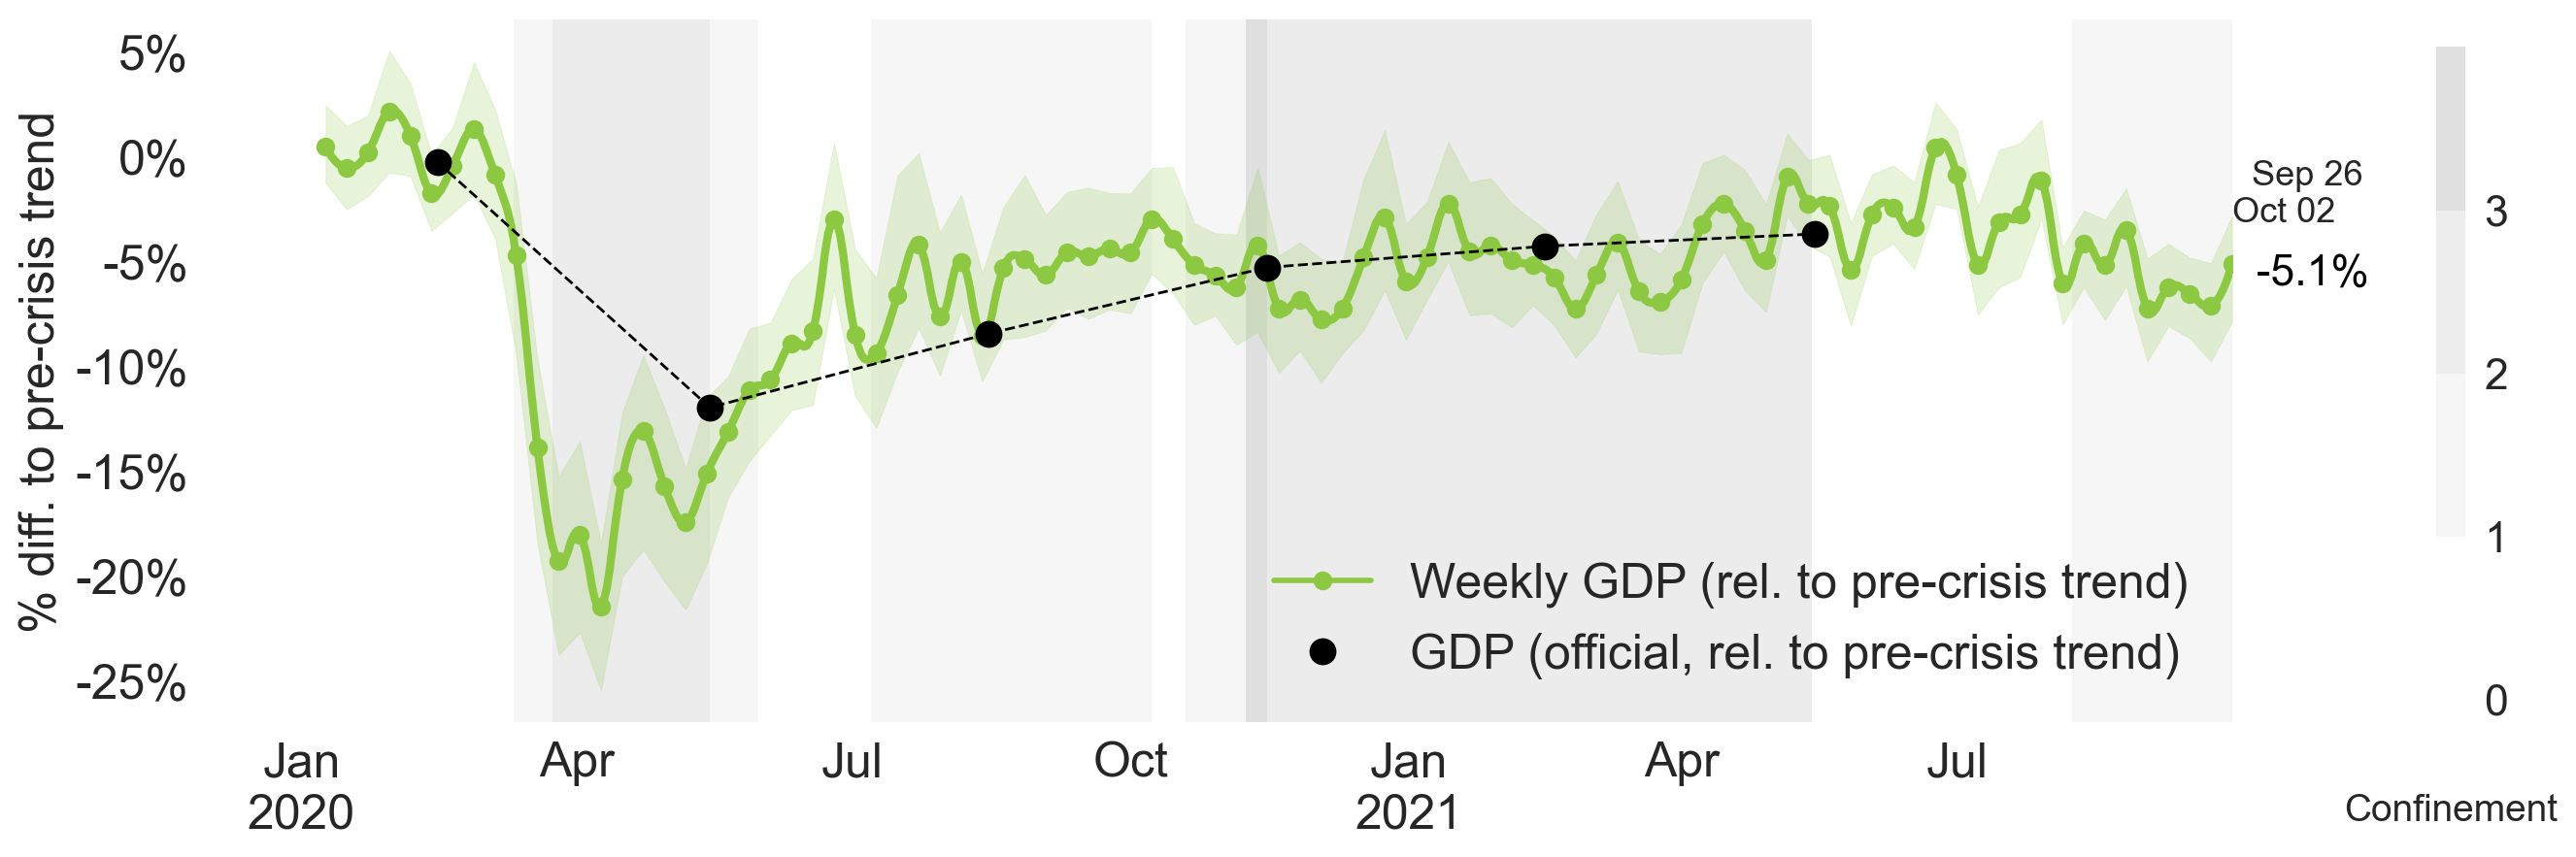 % diff. to pre-crisis trend
5%
0%
-5%
-10%
-15%
-20%
-25%
Jan
2020
Apr
Jul
Oct
Jan
2021
Apr
Jul
Weekly GDP (rel. to pre-crisis trend)
GDP (official, rel. to pre-crisis trend)
Sep 26
Oct 02
-5.1%
3
2
1
0
Confinement